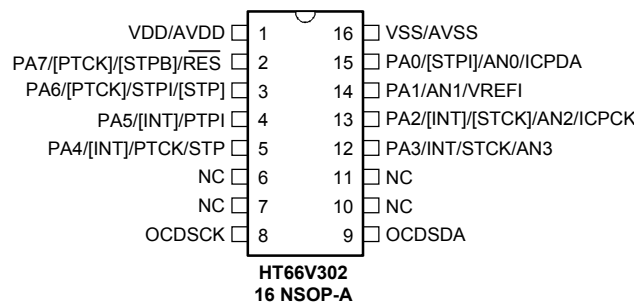 VDD/AVDD 1 16 VSS/AVSS
PA7/[PTCK]/[STPB]/RES 2 15 PA0/[STPI]/AN0/ICPDA
PA6/[PTCK]/STPI/[STP] 3 14 PA1/AN1/VREFI
PA5/[INT]/PTPI 4 13 PA2/[INT]/[STCK]/AN2/ICPCK
PA4/[INT]/PTCK/STP 5 12 PA3/INT/STCK/AN3
NC 6 11 NC
NC 7 10 NC
OCDSCK 8 9 OCDSDA
HT66V302
16 NSOP-A